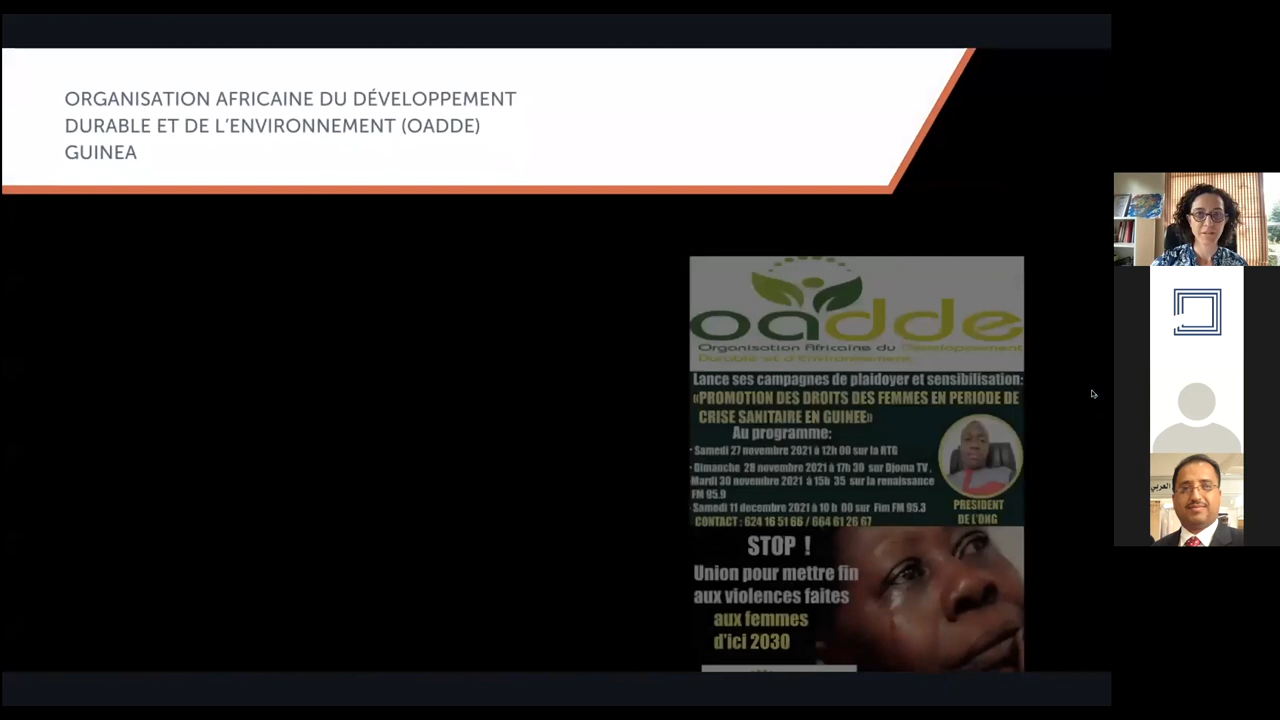 ORGANISATION AFRICAINE DU DÉVELOPPEMENT
DURABLE ET DE L'ENVIRONNEMENT (OADDE)
GUINEA
oadde
Organisation Africaine du Developpement
Durable et d'Environnement
Lance ses campagnes de plaidoyer et sensibilisation:
«PROMOTION DES DROITS DES FEMMES EN PERIODE DE
CRISE SANITAIRE EN GUINEE»
Au programme:
· Samedi 27 novembre 2021 à 12h 00 sur la RTG
· Dimanche 28 novembre 2021 à 17h 30 sur Djoma TV .
Mardi 30 novembre 2021 à 15h 35 sur la renaissance
FM 95.9
· Samedi 11 decembre 2021 à 10 h 00 sur Fim FM 95.3
CONTACT : 624 16 51 66 / 664 61 26 67
PRESIDENT
DE L'ONG
STOP !
Union pour mettre fin
aux violences faites
aux femmes
d'ici 2030